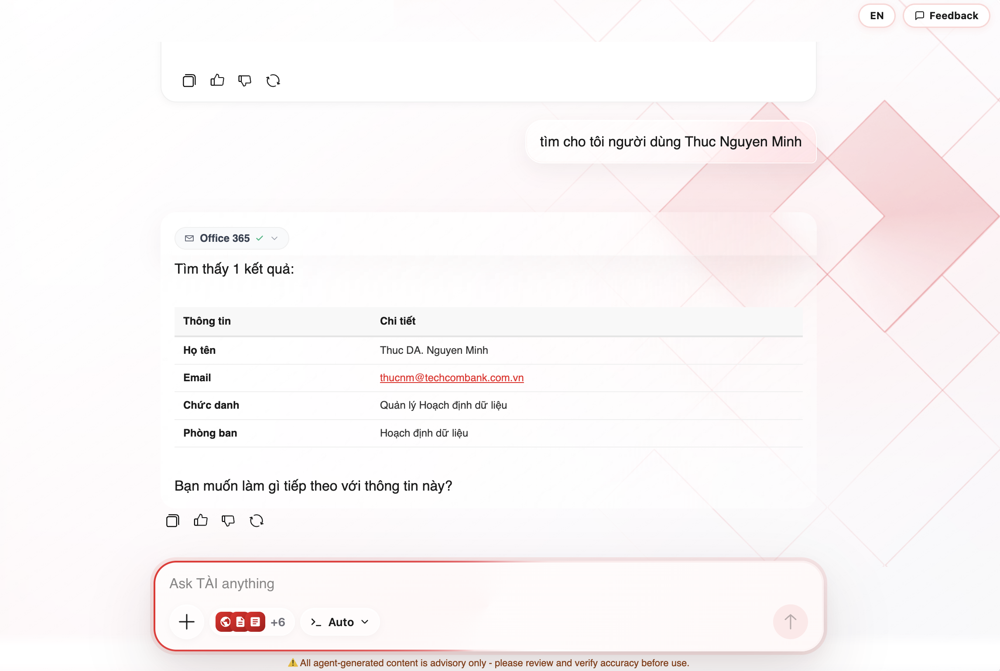 EN
Feedback
tìm cho tôi người dùng Thuc Nguyen Minh
Office 365
Tìm thấy 1 kết quả:
Thông tin Chi tiết
Họ tên Thuc DA. Nguyen Minh
Email thucnm@techcombank.com.vn
Chức danh Quản lý Hoạch định dữ liệu
Phòng ban Hoạch định dữ liệu
Bạn muốn làm gì tiếp theo với thông tin này?
Ask TÀI anything
+6
Auto
All agent-generated content is advisory only - please review and verify accuracy before use.